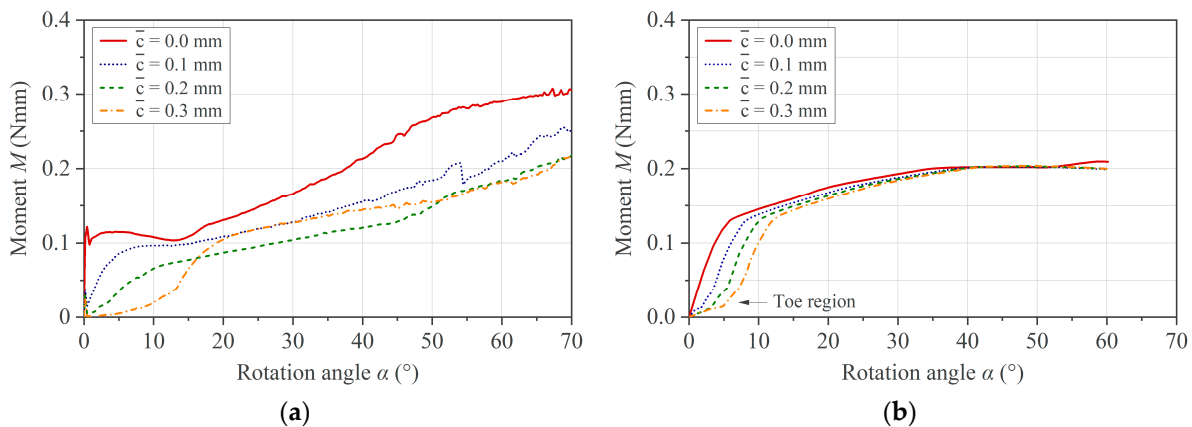 0.4
0.3
0.2
0.1
0
Moment M (Nmm)
c̅ = 0.0 mm
c̅ = 0.1 mm
c̅ = 0.2 mm
c̅ = 0.3 mm
0 10 20 30 40 50 60 70
Rotation angle α (°)
(a)
0.4
0.3
0.2
0.1
0.0
Moment M (Nmm)
c̅ = 0.0 mm
c̅ = 0.1 mm
c̅ = 0.2 mm
c̅ = 0.3 mm
Toe region
0 10 20 30 40 50 60 70
Rotation angle α (°)
(b)